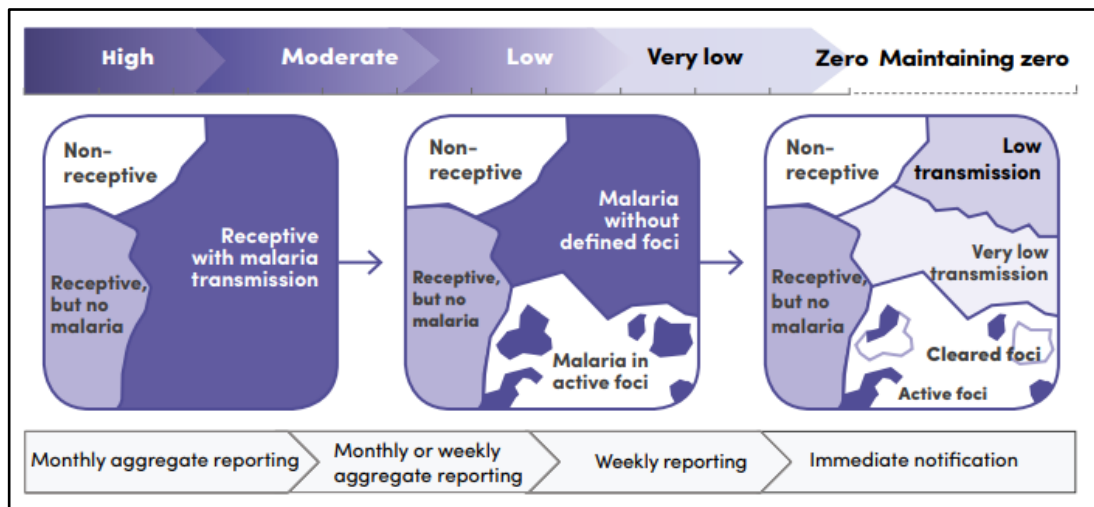 High
Moderate
Low
Very low
Zero
Maintaining zero
Non-
receptive
Receptive
with malaria
transmission
Receptive,
but no
malaria
Non-
receptive
Malaria
without
defined foci
Receptive,
but no
malaria
Malaria in
active foci
Non-
receptive
Low
transmission
Very low
transmission
Receptive,
but no
malaria
Cleared foci
Active foci
Monthly aggregate reporting
Monthly or weekly
aggregate reporting
Weekly reporting
Immediate notification